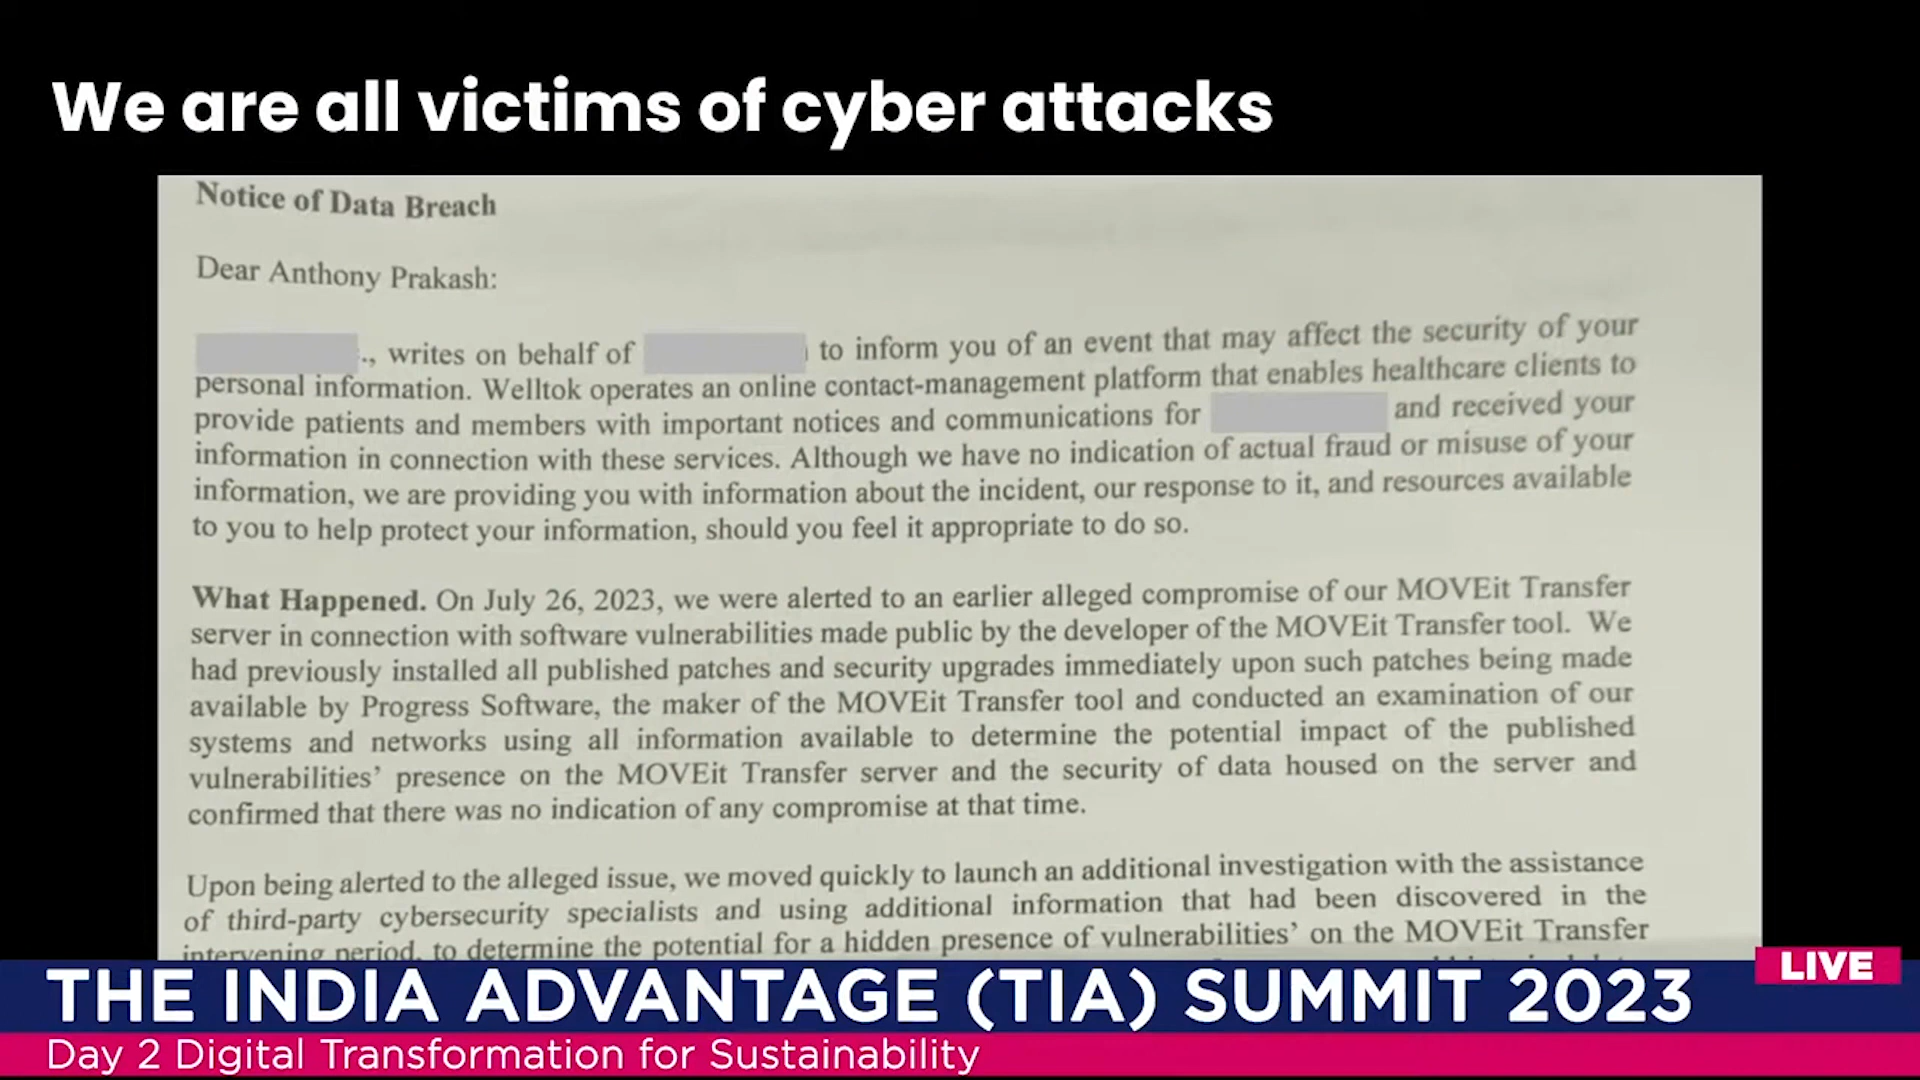 We are all victims of cyber attacks
Notice of Data Breach
Dear Anthony Prakash:
., writes on behalf of to inform you of an event that may affect the security of your
personal information. Welltok operates an online contact-management platform that enables healthcare clients to
provide patients and members with important notices and communications for and received your
information in connection with these services. Although we have no indication of actual fraud or misuse of your
information, we are providing you with information about the incident, our response to it, and resources available
to you to help protect your information, should you feel it appropriate to do so.
What Happened. On July 26, 2023, we were alerted to an earlier alleged compromise of our MOVEit Transfer
server in connection with software vulnerabilities made public by the developer of the MOVEit Transfer tool. We
had previously installed all published patches and security upgrades immediately upon such patches being made
available by Progress Software, the maker of the MOVEit Transfer tool and conducted an examination of our
systems and networks using all information available to determine the potential impact of the published
vulnerabilities’ presence on the MOVEit Transfer server and the security of data housed on the server and
confirmed that there was no indication of any compromise at that time.
Upon being alerted to the alleged issue, we moved quickly to launch an additional investigation with the assistance
of third-party cybersecurity specialists and using additional information that had been discovered in the
intervening period, to determine the potential for a hidden presence of vulnerabilities’ on the MOVEit Transfer
LIVE
THE INDIA ADVANTAGE (TIA) SUMMIT 2023
Day 2 Digital Transformation for Sustainability